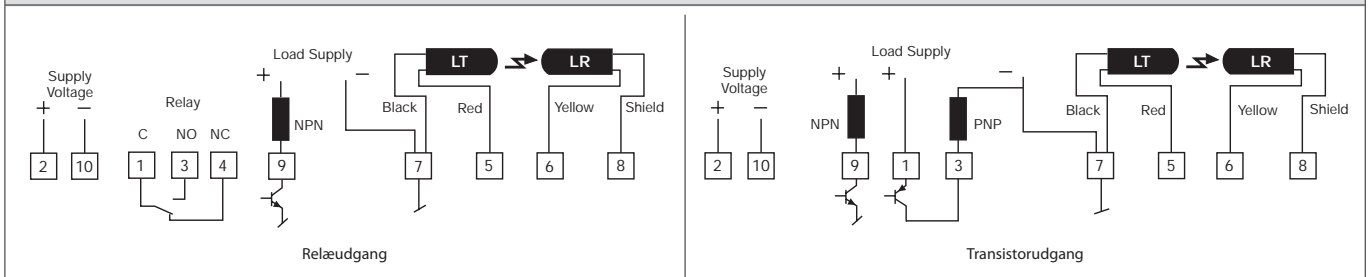 Supply
Voltage
+ −
2 10
Relay
C NO NC
1 3 4
Load Supply
+ −
NPN
9
LT LR
Black Red Yellow Shield
7 5 6 8
Relæudgang
Supply
Voltage
+ −
2 10
Load Supply
+ + −
NPN PNP
9 1 3
LT LR
Black Red Yellow Shield
7 5 6 8
Transistorudgang